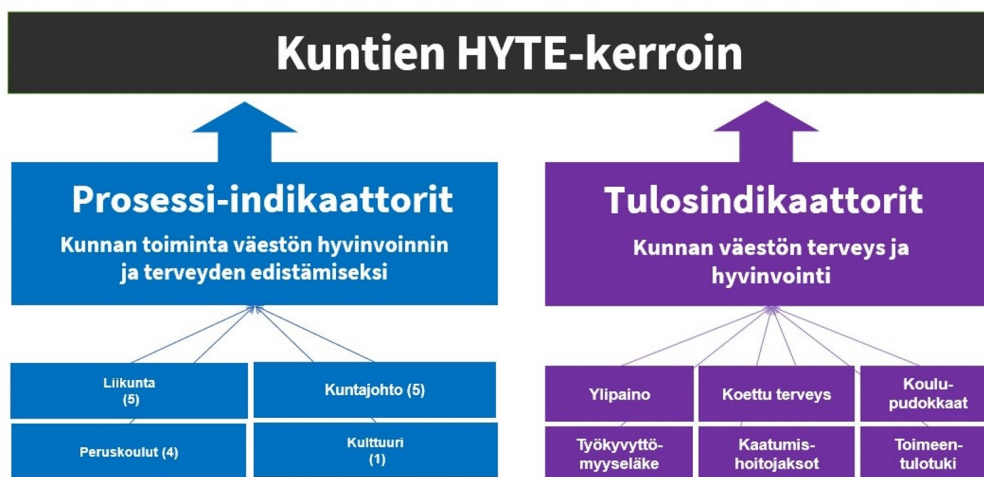 Kuntien HYTE-kerroin
Prosessi-indikaattorit
Kunnan toiminta väestön hyvinvoinnin
ja terveyden edistämiseksi
Liikunta
(5)
Kuntajohto (5)
Peruskoulut (4)
Kulttuuri
(1)
Tulosindikaattorit
Kunnan väestön terveys ja
hyvinvointi
Ylipaino
Koettu terveys
Koulu-
pudokkaat
Työkyvyttö-
myyseläke
Kaatumis-
hoitojaksot
Toimeen-
tulotuki